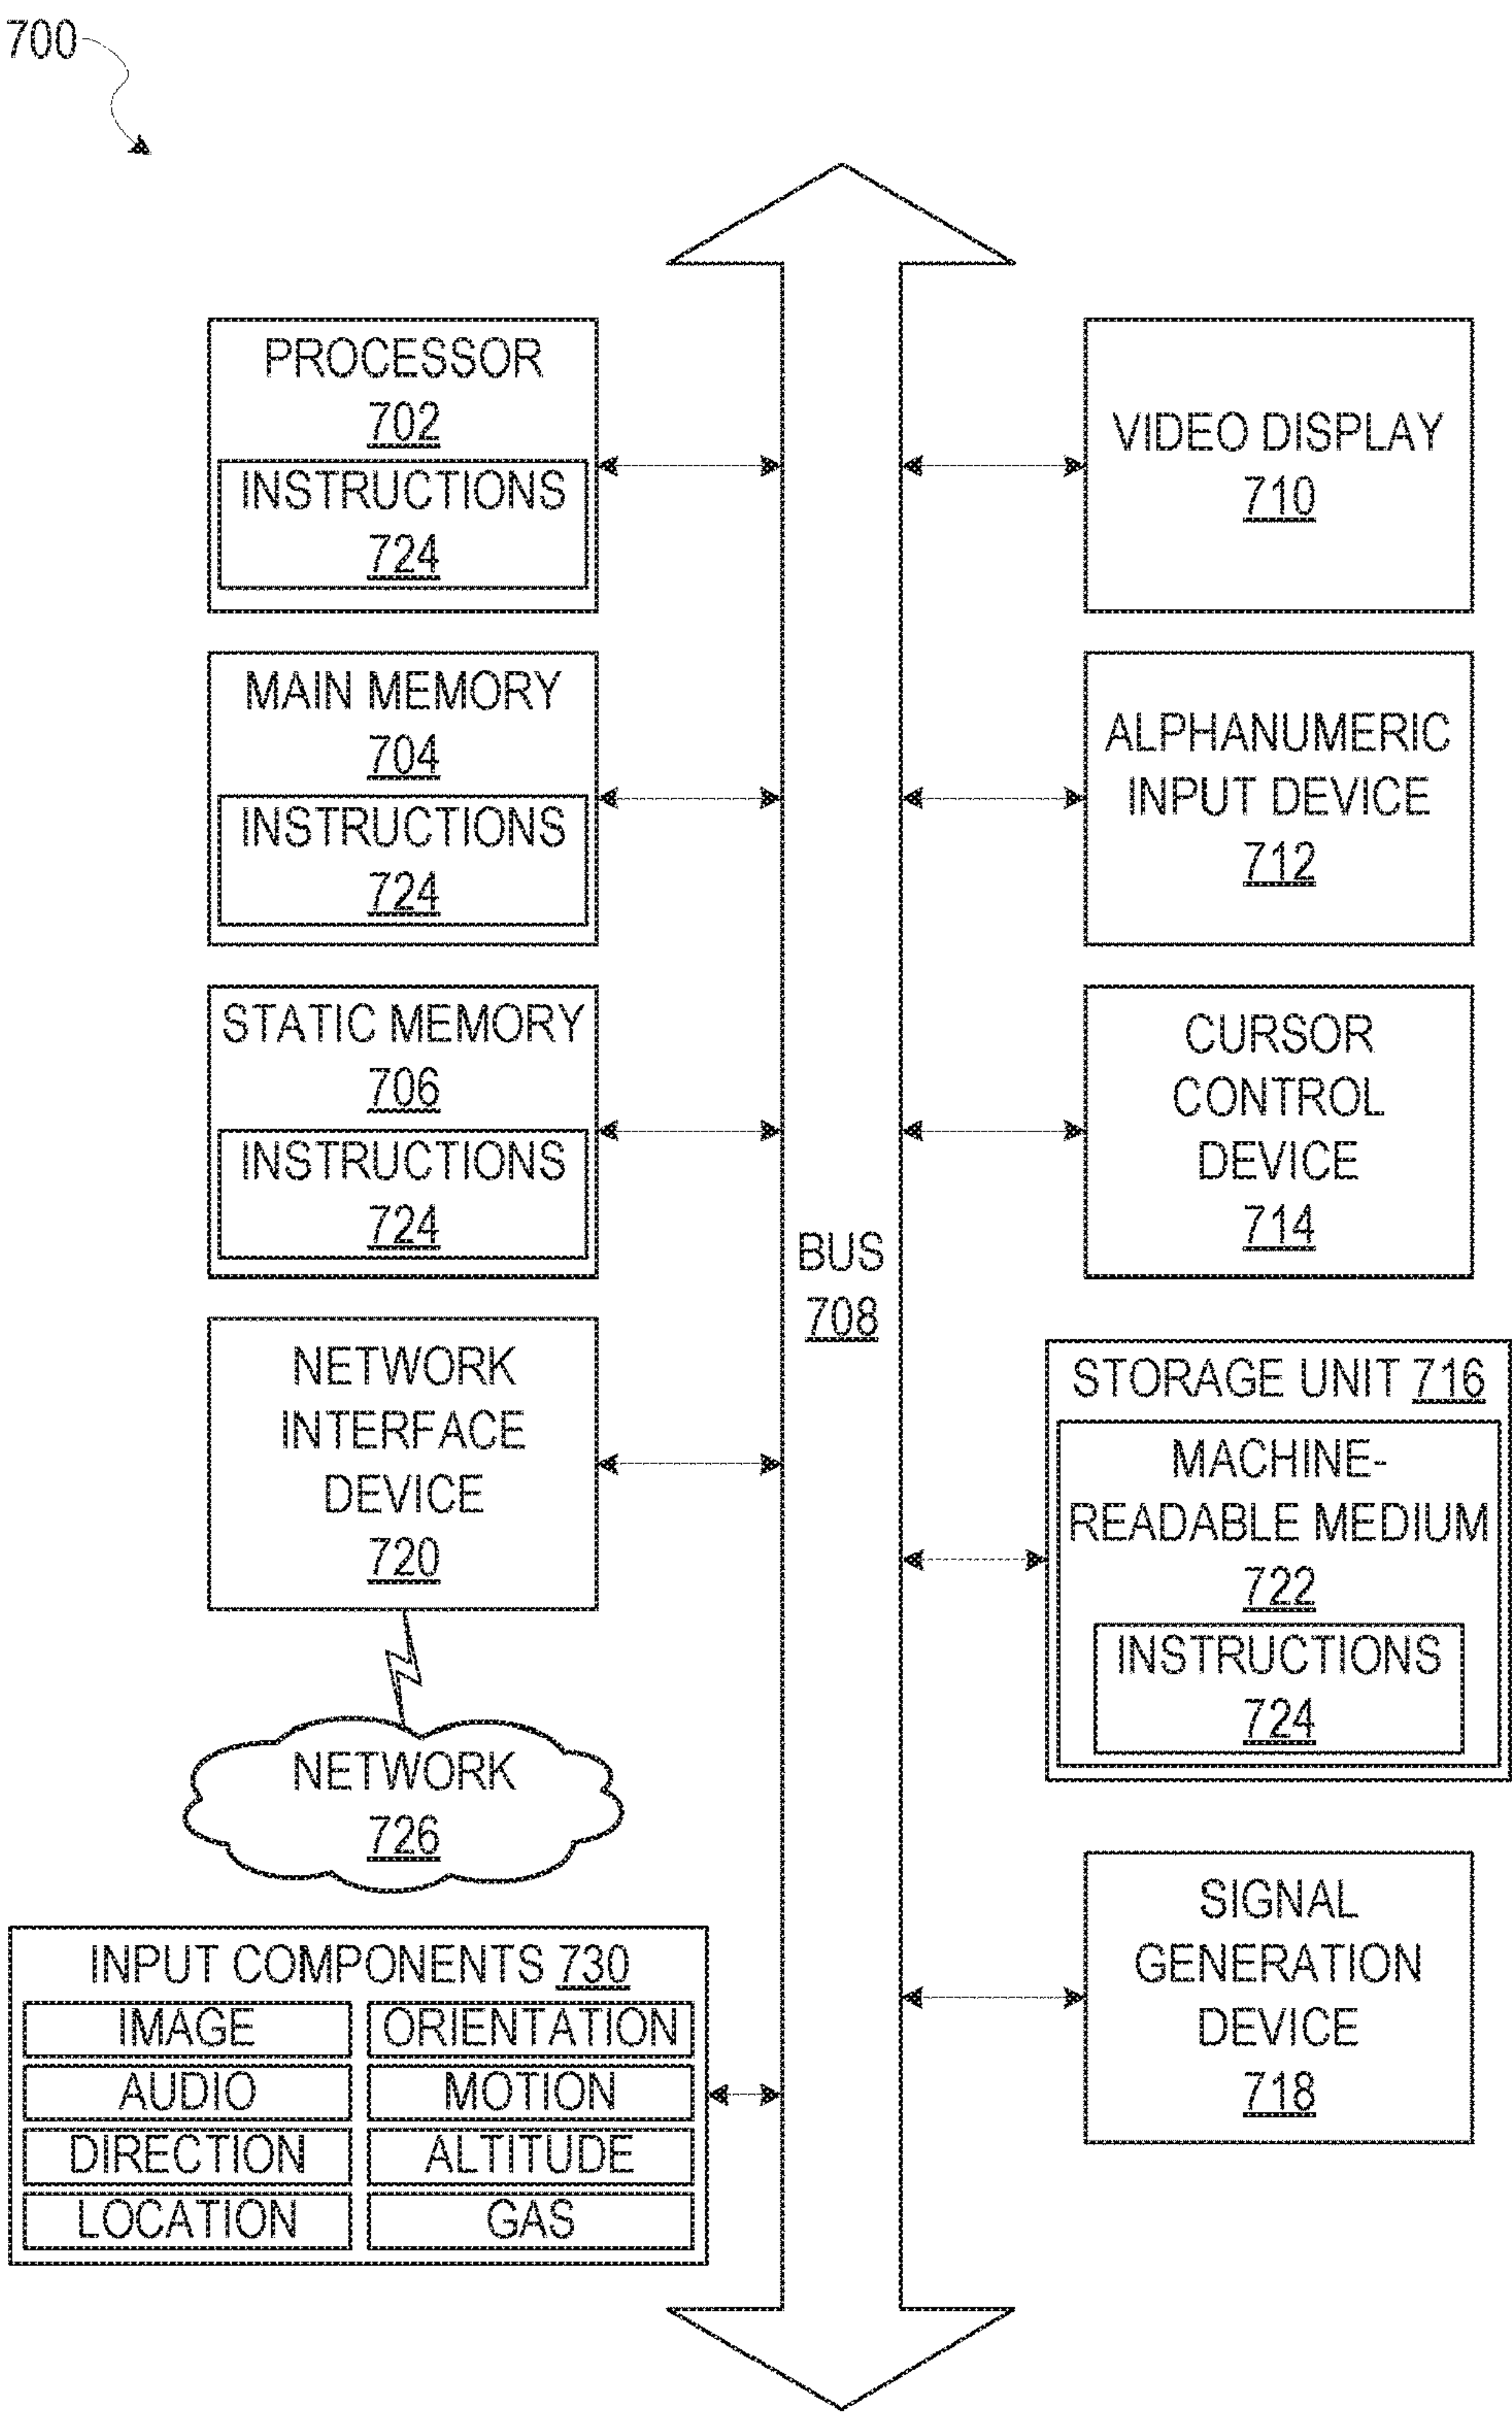 700
PROCESSOR
702
INSTRUCTIONS
724
MAIN MEMORY
704
INSTRUCTIONS
724
STATIC MEMORY
706
INSTRUCTIONS
724
NETWORK
INTERFACE
DEVICE
720
NETWORK
726
INPUT COMPONENTS 730
IMAGE
ORIENTATION
AUDIO
MOTION
DIRECTION
ALTITUDE
LOCATION
GAS
BUS
708
VIDEO DISPLAY
710
ALPHANUMERIC
INPUT DEVICE
712
CURSOR
CONTROL
DEVICE
714
STORAGE UNIT 716
MACHINE-
READABLE MEDIUM
722
INSTRUCTIONS
724
SIGNAL
GENERATION
DEVICE
718